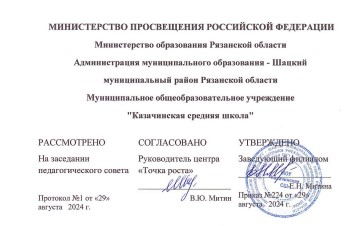 МИНИСТЕРСТВО ПРОСВЕЩЕНИЯ РОССИЙСКОЙ ФЕДЕРАЦИИ
Министерство образования Рязанской области
Администрация муниципального образования - Шацкий
муниципальный район Рязанской области
Муниципальное общеобразовательное учреждение
"Казачинская средняя школа"
РАССМОТРЕНО СОГЛАСОВАНО УТВЕРЖДЕНО
На заседании Руководитель центра Заведующий филиалом
педагогического совета «Точка роста»
Е.Н. Митина
Протокол №1 от «29» В.Ю. Митин Приказ №224 от «29»
августа 2024 г. августа 2024 г.